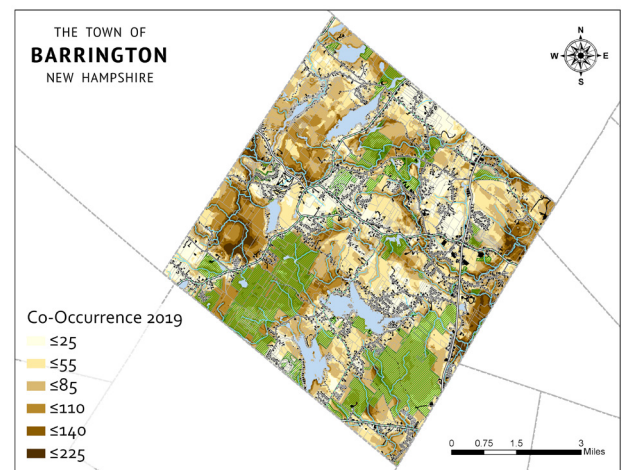 THE TOWN OF
BARRINGTON
NEW HAMPSHIRE
N
W E
S
Co-Occurrence 2019
≤25
≤55
≤85
≤110
≤140
≤225
0 0.75 1.5 3
Miles